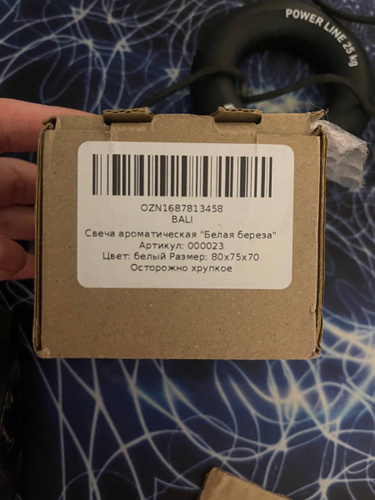 POWER LINE 25 kg
OZN1687813458
BALI
Свеча ароматическая "Белая береза"
Артикул: 000023
Цвет: белый Размер: 80x75x70
Осторожно хрупкое